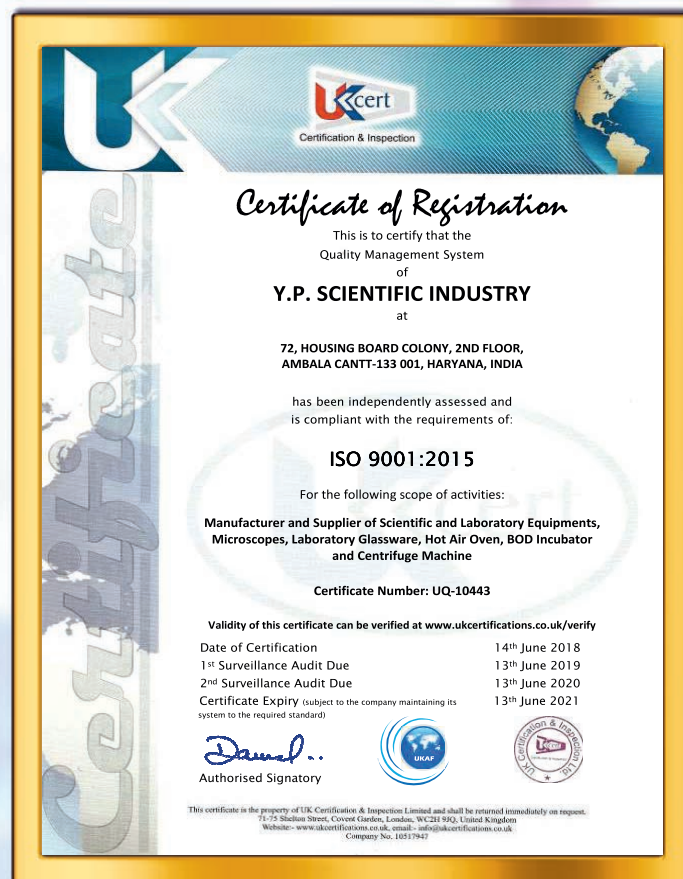 UK
UKcert
Certification & Inspection
Certificate
Certificate of Registration
This is to certify that the
Quality Management System
of
Y.P. SCIENTIFIC INDUSTRY
at
72, HOUSING BOARD COLONY, 2ND FLOOR,
AMBALA CANTT-133 001, HARYANA, INDIA
has been independently assessed and
is compliant with the requirements of:
ISO 9001:2015
For the following scope of activities:
Manufacturer and Supplier of Scientific and Laboratory Equipments,
Microscopes, Laboratory Glassware, Hot Air Oven, BOD Incubator
and Centrifuge Machine
Certificate Number: UQ-10443
Validity of this certificate can be verified at www.ukcertifications.co.uk/verify
Date of Certification 14th June 2018
1st Surveillance Audit Due 13th June 2019
2nd Surveillance Audit Due 13th June 2020
Certificate Expiry (subject to the company maintaining its 13th June 2021
system to the required standard)
Authorised Signatory
UKAF
UK Certification & Inspection Ltd
This certificate is the property of UK Certification & Inspection Limited and shall be returned immediately on request.
71-75 Shelton Street, Covent Garden, London, WC2H 9JQ, United Kingdom
Website:- www.ukcertifications.co.uk, email:- info@ukcertifications.co.uk
Company No. 10517947